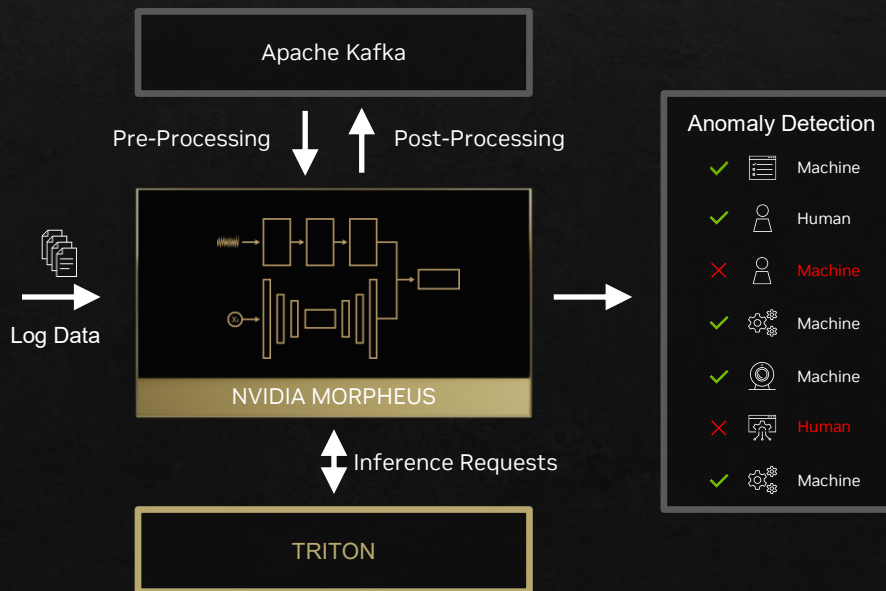 Apache Kafka
Pre-Processing
Post-Processing
Log Data
NVIDIA MORPHEUS
Inference Requests
TRITON
Anomaly Detection
Machine
Human
Machine
Machine
Machine
Human
Machine